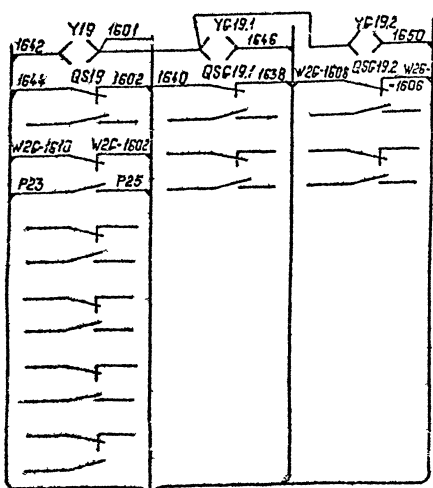 Y19 YG19.1 YG19.2
1642 1601 1646 1650
1644 QS19 1602 1640 QSG19.1 1638 W2G-1608 QSG19.2 W2G-
-1606
W2G-1610 W2G-1602
P23 P25